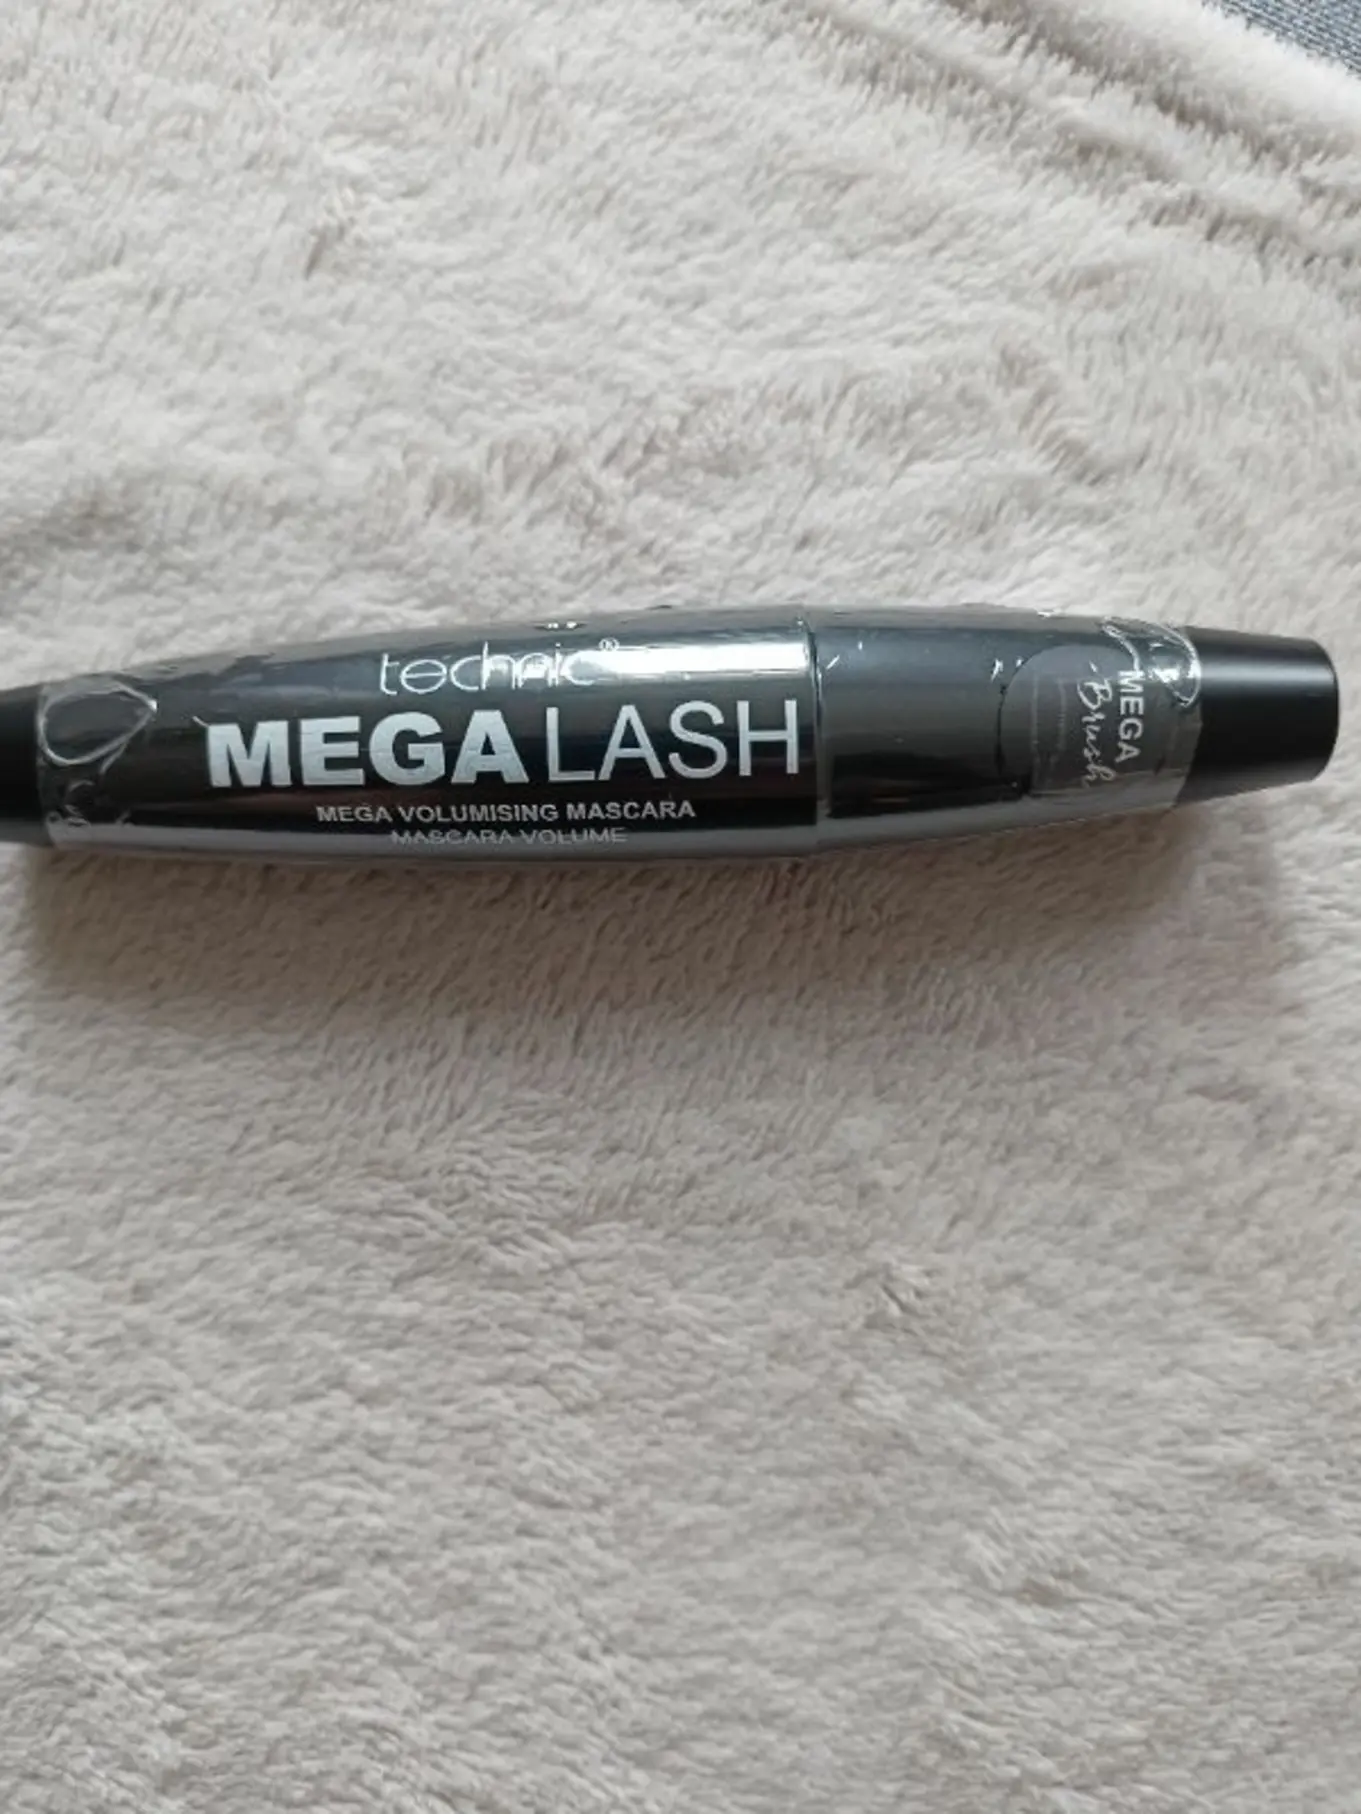 technic®
MEGALASH
MEGA VOLUMISING MASCARA
MASCARA VOLUME
MEGA
Brush